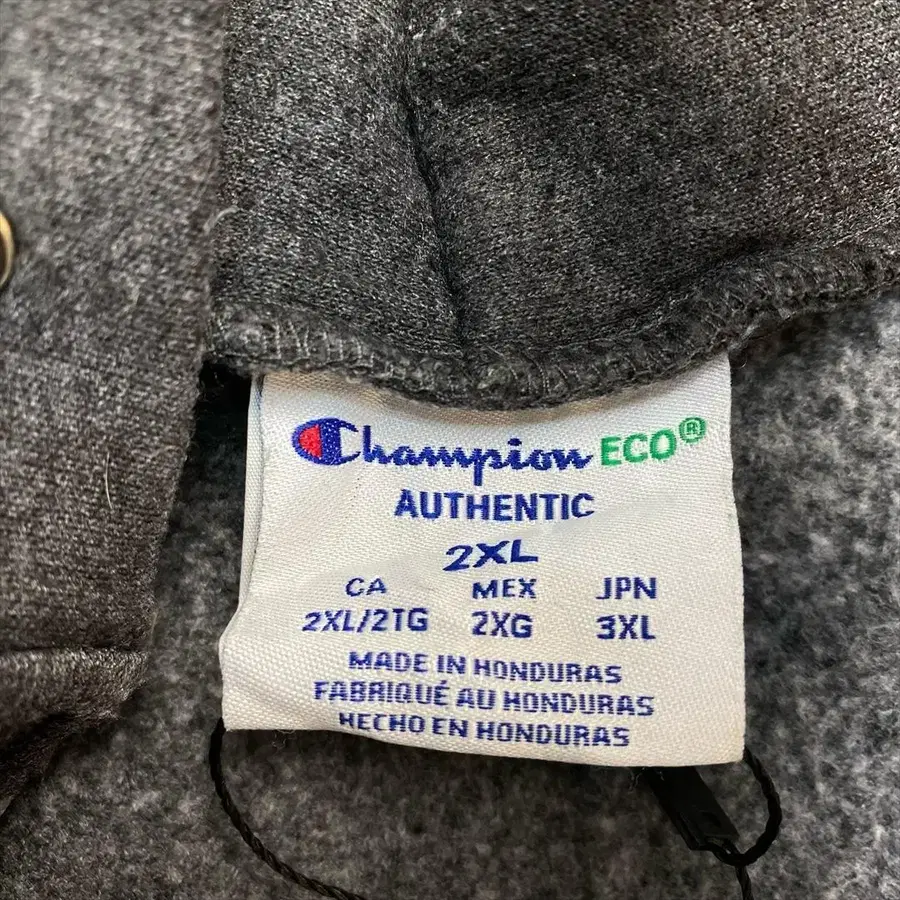 Champion ECO®
AUTHENTIC
2XL
CA MEX JPN
2XL/2TG 2XG 3XL
MADE IN HONDURAS
FABRIQUÉ AU HONDURAS
HECHO EN HONDURAS